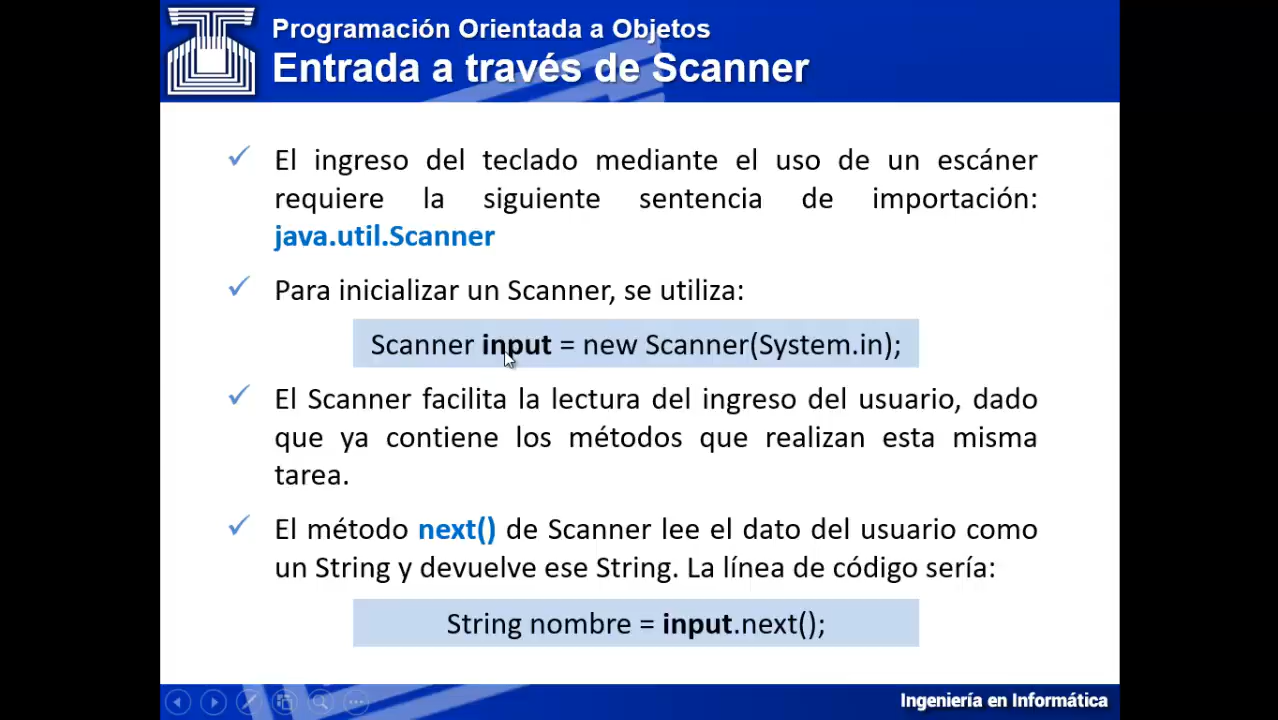 Programación Orientada a Objetos
Entrada a través de Scanner
El ingreso del teclado mediante el uso de un escáner
requiere la siguiente sentencia de importación:
java.util.Scanner
Para inicializar un Scanner, se utiliza:
Scanner input = new Scanner(System.in);
El Scanner facilita la lectura del ingreso del usuario, dado
que ya contiene los métodos que realizan esta misma
tarea.
El método next() de Scanner lee el dato del usuario como
un String y devuelve ese String. La línea de código sería:
String nombre = input.next();
Ingeniería en Informática